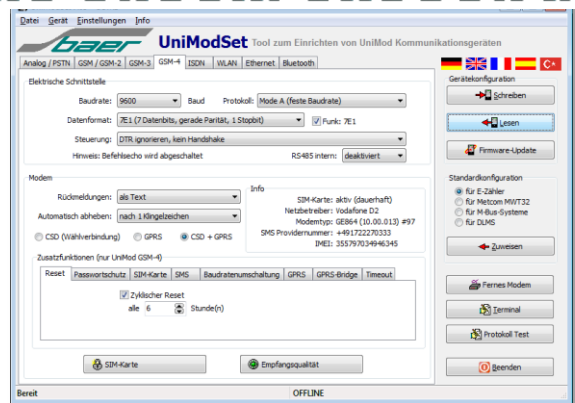 Datei Gerät Einstellungen Info
baer UniModSet Tool zum Einrichten von UniMod Kommunikationsgeräten
Analog / PSTN GSM / GSM-2 GSM-3 GSM-4 ISDN WLAN Ethernet Bluetooth
Elektrische Schnittstelle
Baudrate: 9600 Baud Protokoll: Mode A (feste Baudrate)
Datenformat: 7E1 (7 Datenbits, gerade Parität, 1 Stopbit) Funk: 7E1
Steuerung: DTR ignorieren, kein Handshake
Hinweis: Befehlsecho wird abgeschaltet RS485 intern: deaktiviert
Modem
Rückmeldungen: als Text
Automatisch abheben: nach 1 Klingelzeichen
CSD (Wählverbindung) GPRS CSD + GPRS
Info
SIM-Karte: aktiv (dauerhaft)
Netzbetreiber: Vodafone D2
Modemtyp: GE864 (10.00.013) #97
SMS Providernummer: +491722270333
IMEI: 355797034946345
Zusatzfunktionen (nur UniMod GSM-4)
Reset Passwortschutz SIM-Karte SMS Baudratenumschaltung GPRS GPRS-Bridge Timeout
Zyklischer Reset
alle 6 Stunde(n)
SIM-Karte Empfangsqualität
Gerätekonfiguration
Schreiben
Lesen
Firmware-Update
Standardkonfiguration
für E-Zähler
für Metcom MWT32
für M-Bus-Systeme
für DLMS
Zuweisen
Fernes Modem
Terminal
Protokoll Test
Beenden
Bereit OFFLINE